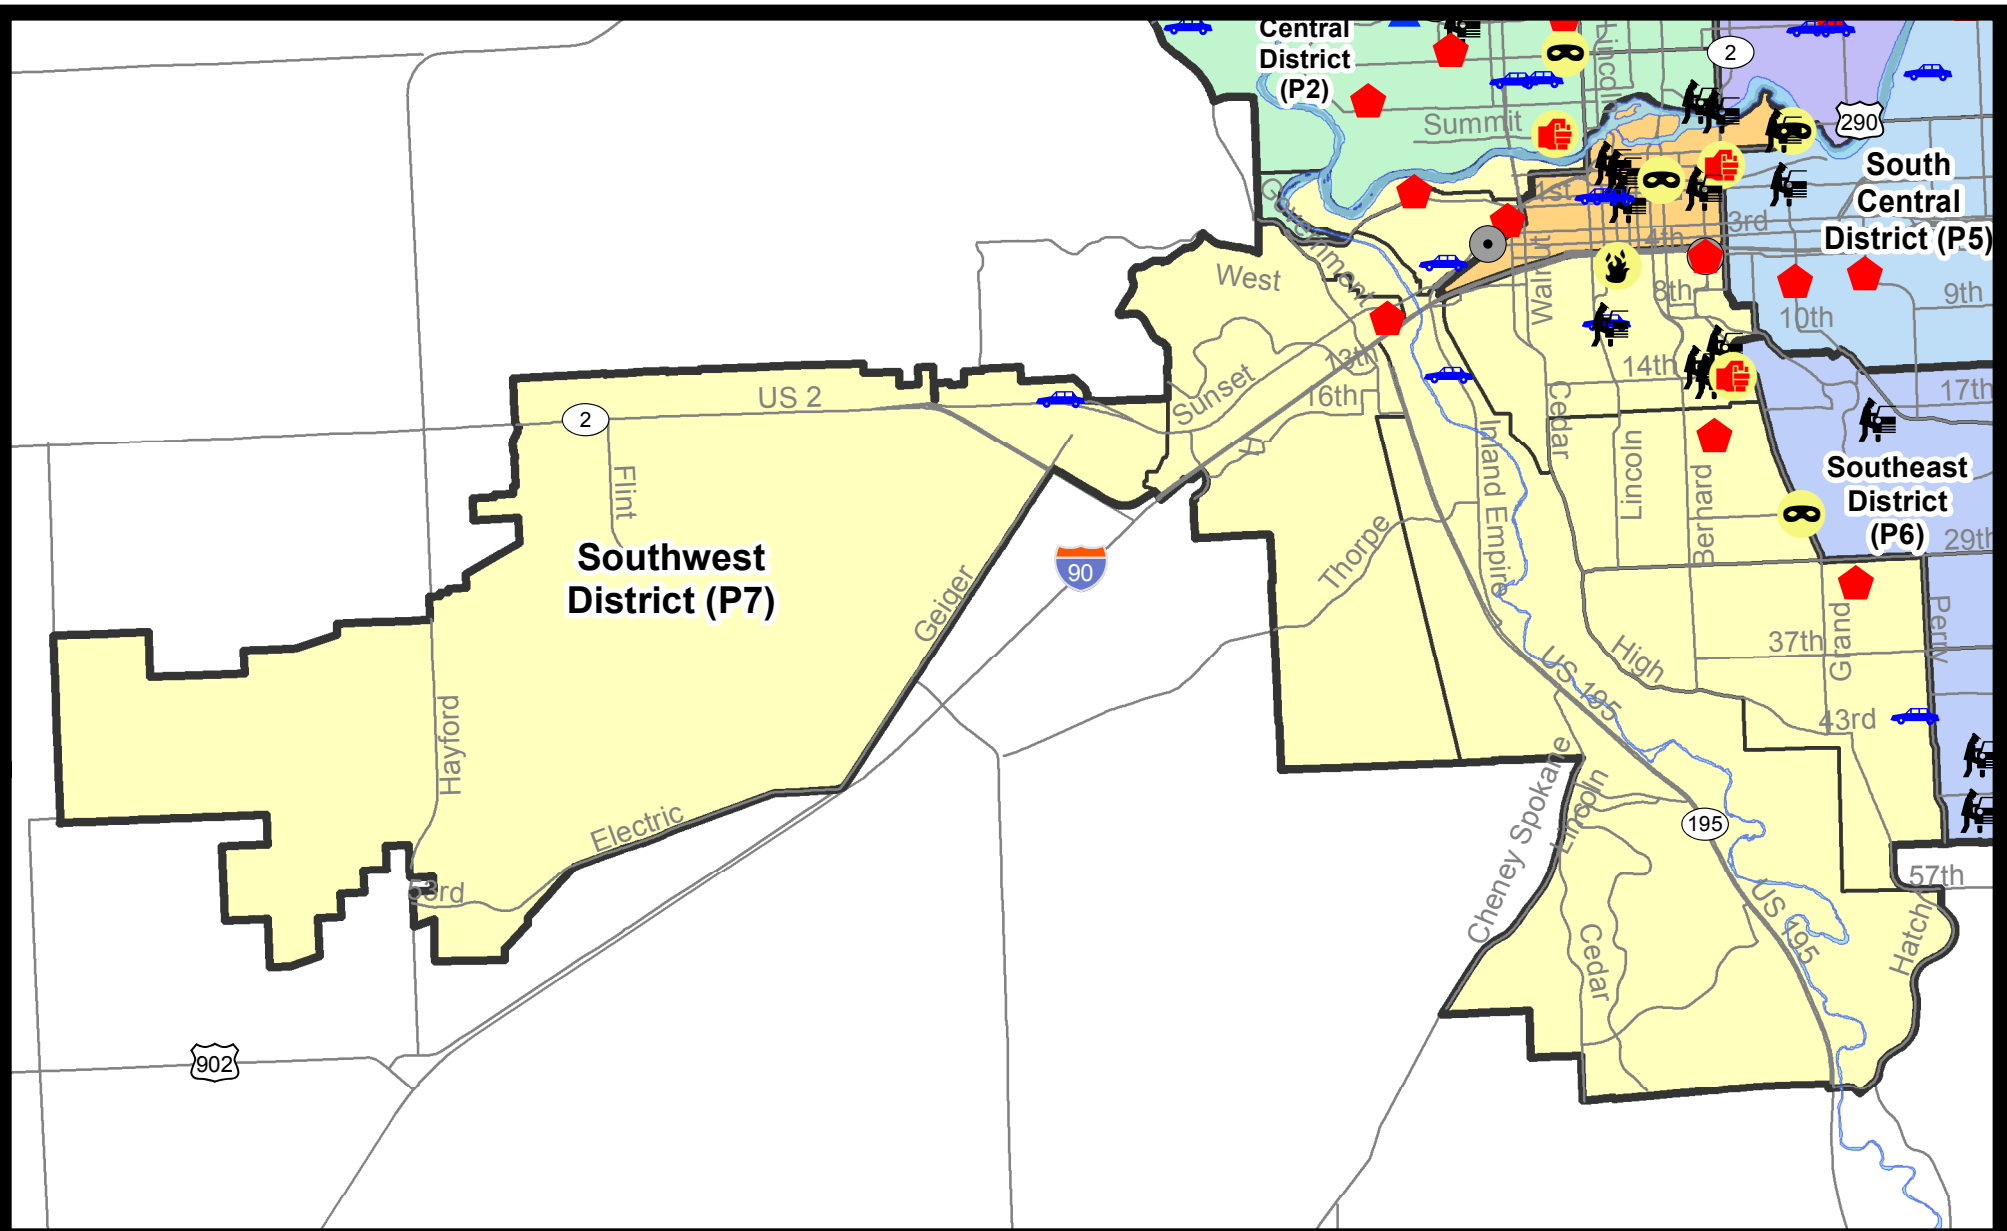 Central
District
(P2)
Lincoln
2
290
Summit
South
Central
District (P5)
Government
1st
3rd
4th
West
Walnut
8th
9th
10th
13th
14th
Sunset
16th
17th
US 2
2
Cedar
Flint
Inland Empire
Lincoln
Bernard
Southeast
District
(P6)
29th
Thorpe
Southwest
District (P7)
90
Geiger
Grand
Perry
37th
High
US 195
43rd
Hayford
Cheney Spokane
Lincoln
195
Electric
53rd
57th
US 195
Hatch
Cedar
902